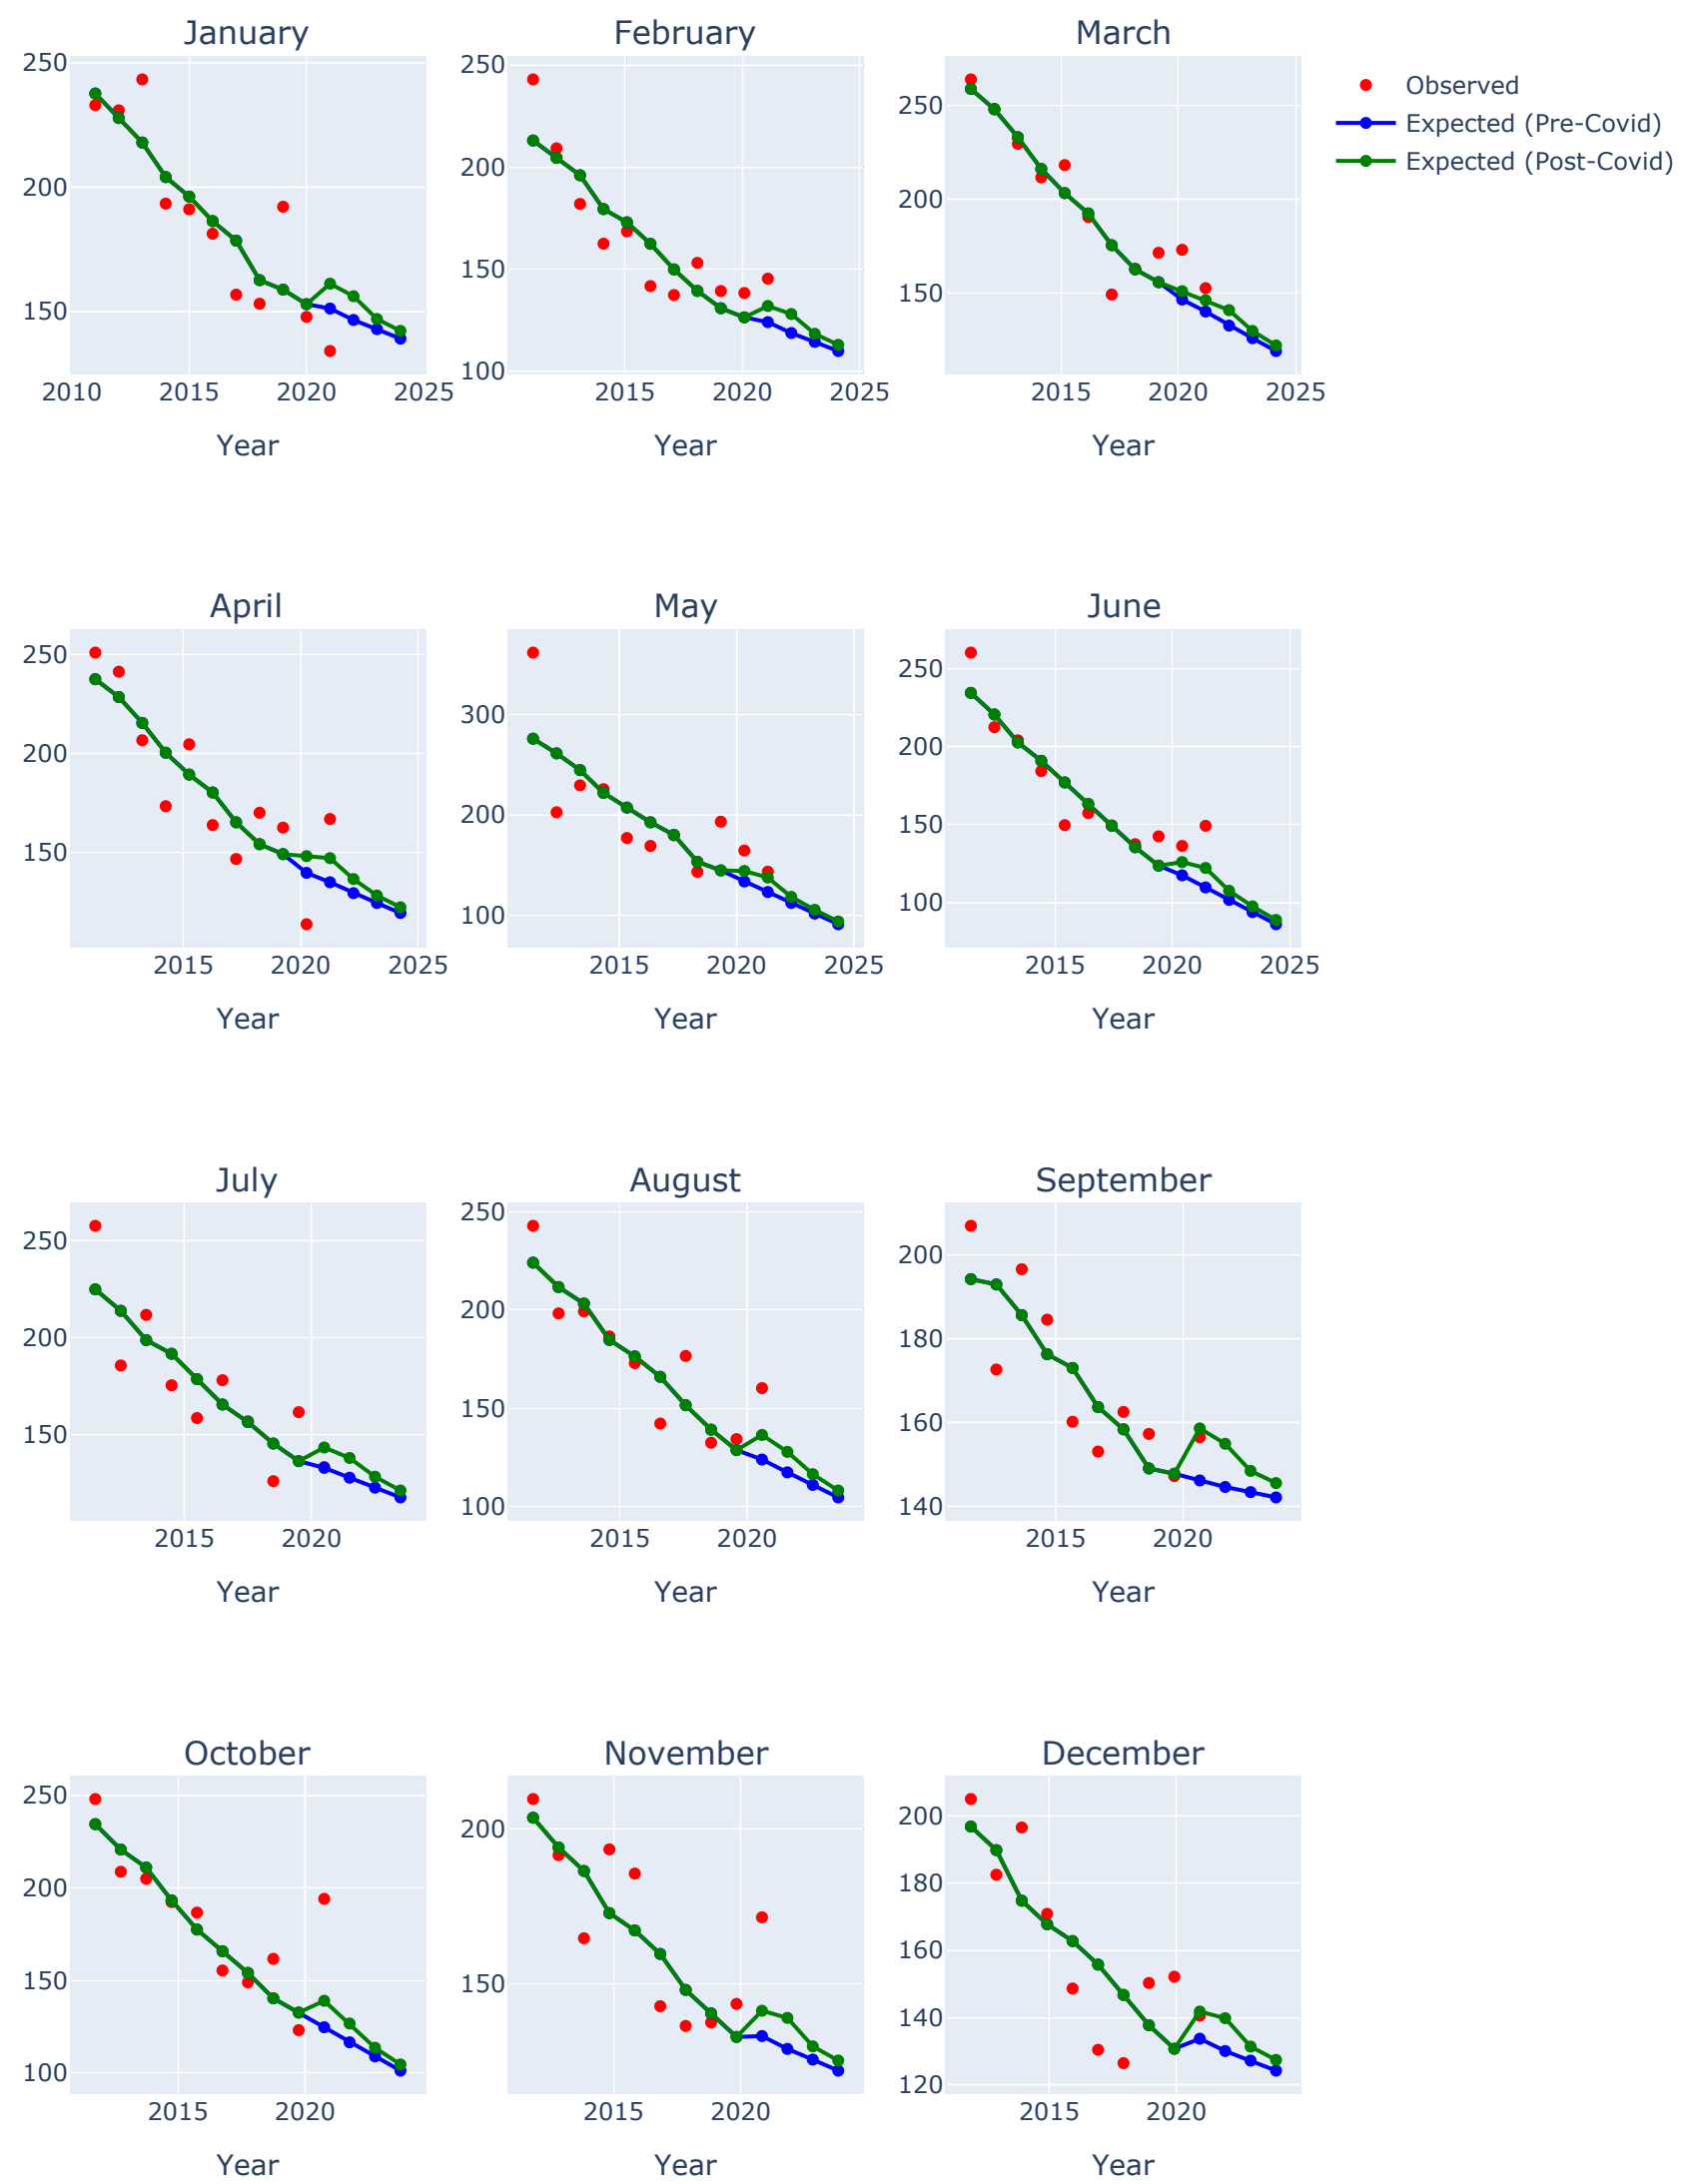 January February March
250
200
150
2010 2015 2020 2025
Year
250
200
150
100
2015 2020 2025
Year
250
200
150
2015 2020 2025
Year
Observed
Expected (Pre-Covid)
Expected (Post-Covid)
April May June
250
200
150
2015 2020 2025
Year
300
200
100
2015 2020 2025
Year
250
200
150
100
2015 2020 2025
Year
July August September
250
200
150
2015 2020
Year
250
200
150
100
2015 2020
Year
200
180
160
140
2015 2020
Year
October November December
250
200
150
100
2015 2020
Year
200
150
2015 2020
Year
200
180
160
140
120
2015 2020
Year